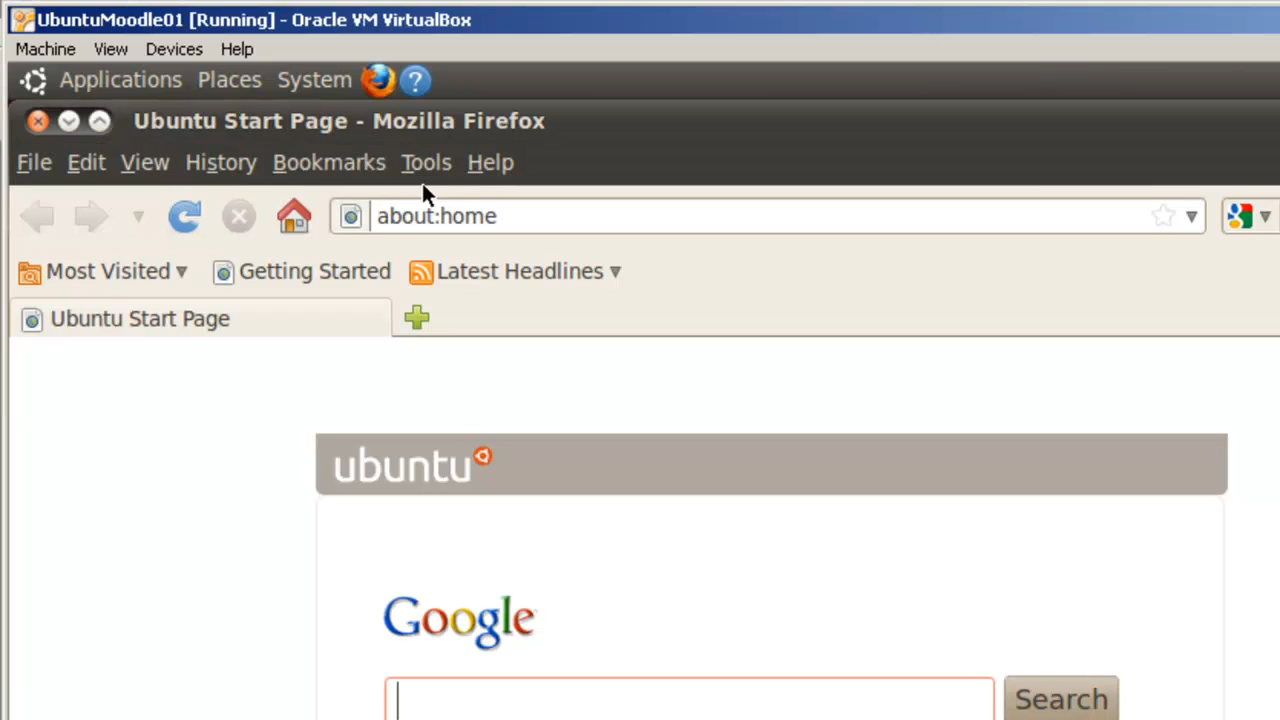 UbuntuMoodle01 [Running] - Oracle VM VirtualBox
Machine View Devices Help
Applications Places System ?
Ubuntu Start Page - Mozilla Firefox
File Edit View History Bookmarks Tools Help
about:home
Most Visited Getting Started Latest Headlines
Ubuntu Start Page
ubuntu
Google
Search